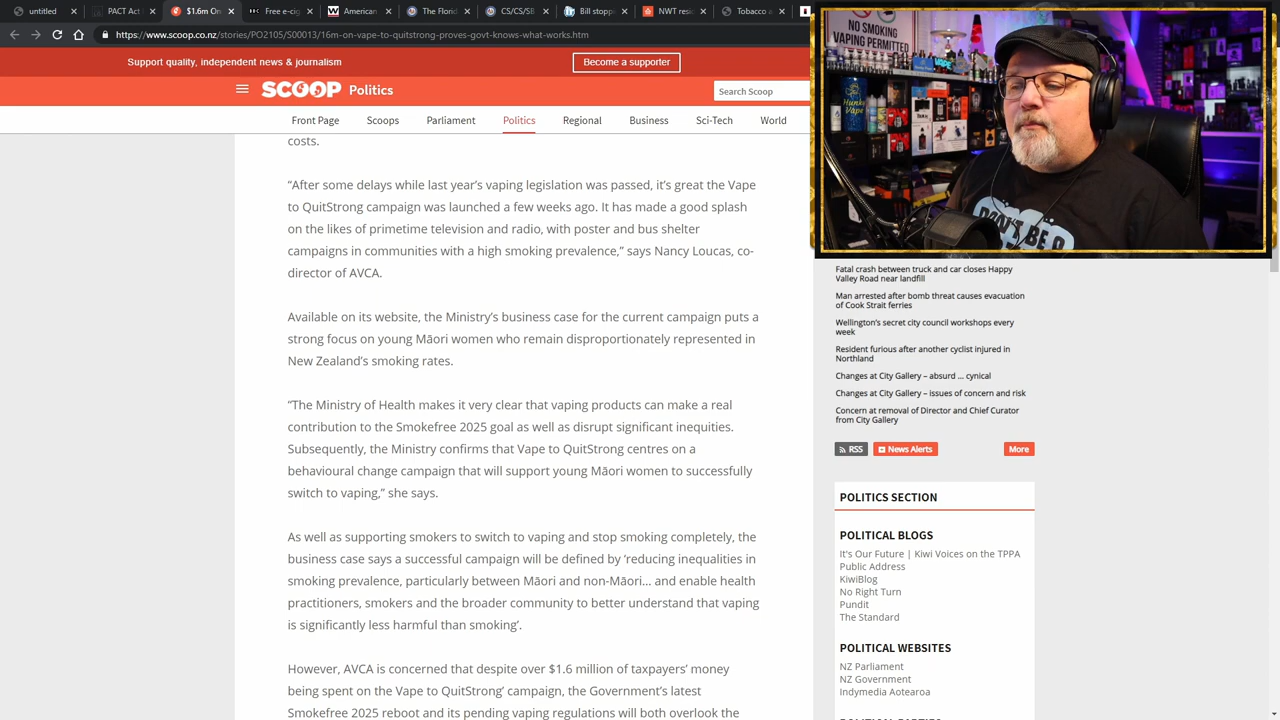 untitled
$1.6m On
Free e-co
NT
The Florid
CS/CS/SE
Bill stops
NWT resi
Tobacco a
https://www.scoop.co.nz/stories/PO2105/S00013/16m-on-vape-to-quitstrong-proves-govt-knows-what-works.htm
Support quality, independent news & journalism
Become a supporter
SCOOP Politics
Search Scoop
Front Page
Scoops
Parliament
Politics
Regional
Business
Sci-Tech
World
costs.
“After some delays while last year’s vaping legislation was passed, it’s great the Vape
to QuitStrong campaign was launched a few weeks ago. It has made a good splash
on the likes of primetime television and radio, with poster and bus shelter
campaigns in communities with a high smoking prevalence,” says Nancy Loucas, co-
director of AVCA.
Available on its website, the Ministry’s business case for the current campaign puts a
strong focus on young Māori women who remain disproportionately represented in
New Zealand’s smoking rates.
“The Ministry of Health makes it very clear that vaping products can make a real
contribution to the Smokefree 2025 goal as well as disrupt significant inequities.
Subsequently, the Ministry confirms that Vape to QuitStrong centres on a
behavioural change campaign that will support young Māori women to successfully
switch to vaping,” she says.
As well as supporting smokers to switch to vaping and stop smoking completely, the
business case says a successful campaign will be defined by ‘reducing inequalities in
smoking prevalence, particularly between Māori and non-Māori... and enable health
practitioners, smokers and the broader community to better understand that vaping
is significantly less harmful than smoking’.
However, AVCA is concerned that despite over $1.6 million of taxpayers’ money
being spent on the Vape to QuitStrong’ campaign, the Government’s latest
Smokefree 2025 reboot and its pending vaping regulations will both overlook the
NO SMOKING
VAPING PERMITTED
VAPE
DON'T BE A
Fatal crash between truck and car closes Happy
Valley Road near landfill
Man arrested after bomb threat causes evacuation
of Cook Strait ferries
Wellington’s secret city council workshops every
week
Resident furious after another cyclist injured in
Northland
Changes at City Gallery – absurd ... cynical
Changes at City Gallery – issues of concern and risk
Concern at removal of Director and Chief Curator
from City Gallery
RSS
News Alerts
More
POLITICS SECTION
POLITICAL BLOGS
It's Our Future | Kiwi Voices on the TPPA
Public Address
KiwiBlog
No Right Turn
Pundit
The Standard
POLITICAL WEBSITES
NZ Parliament
NZ Government
Indymedia Aotearoa